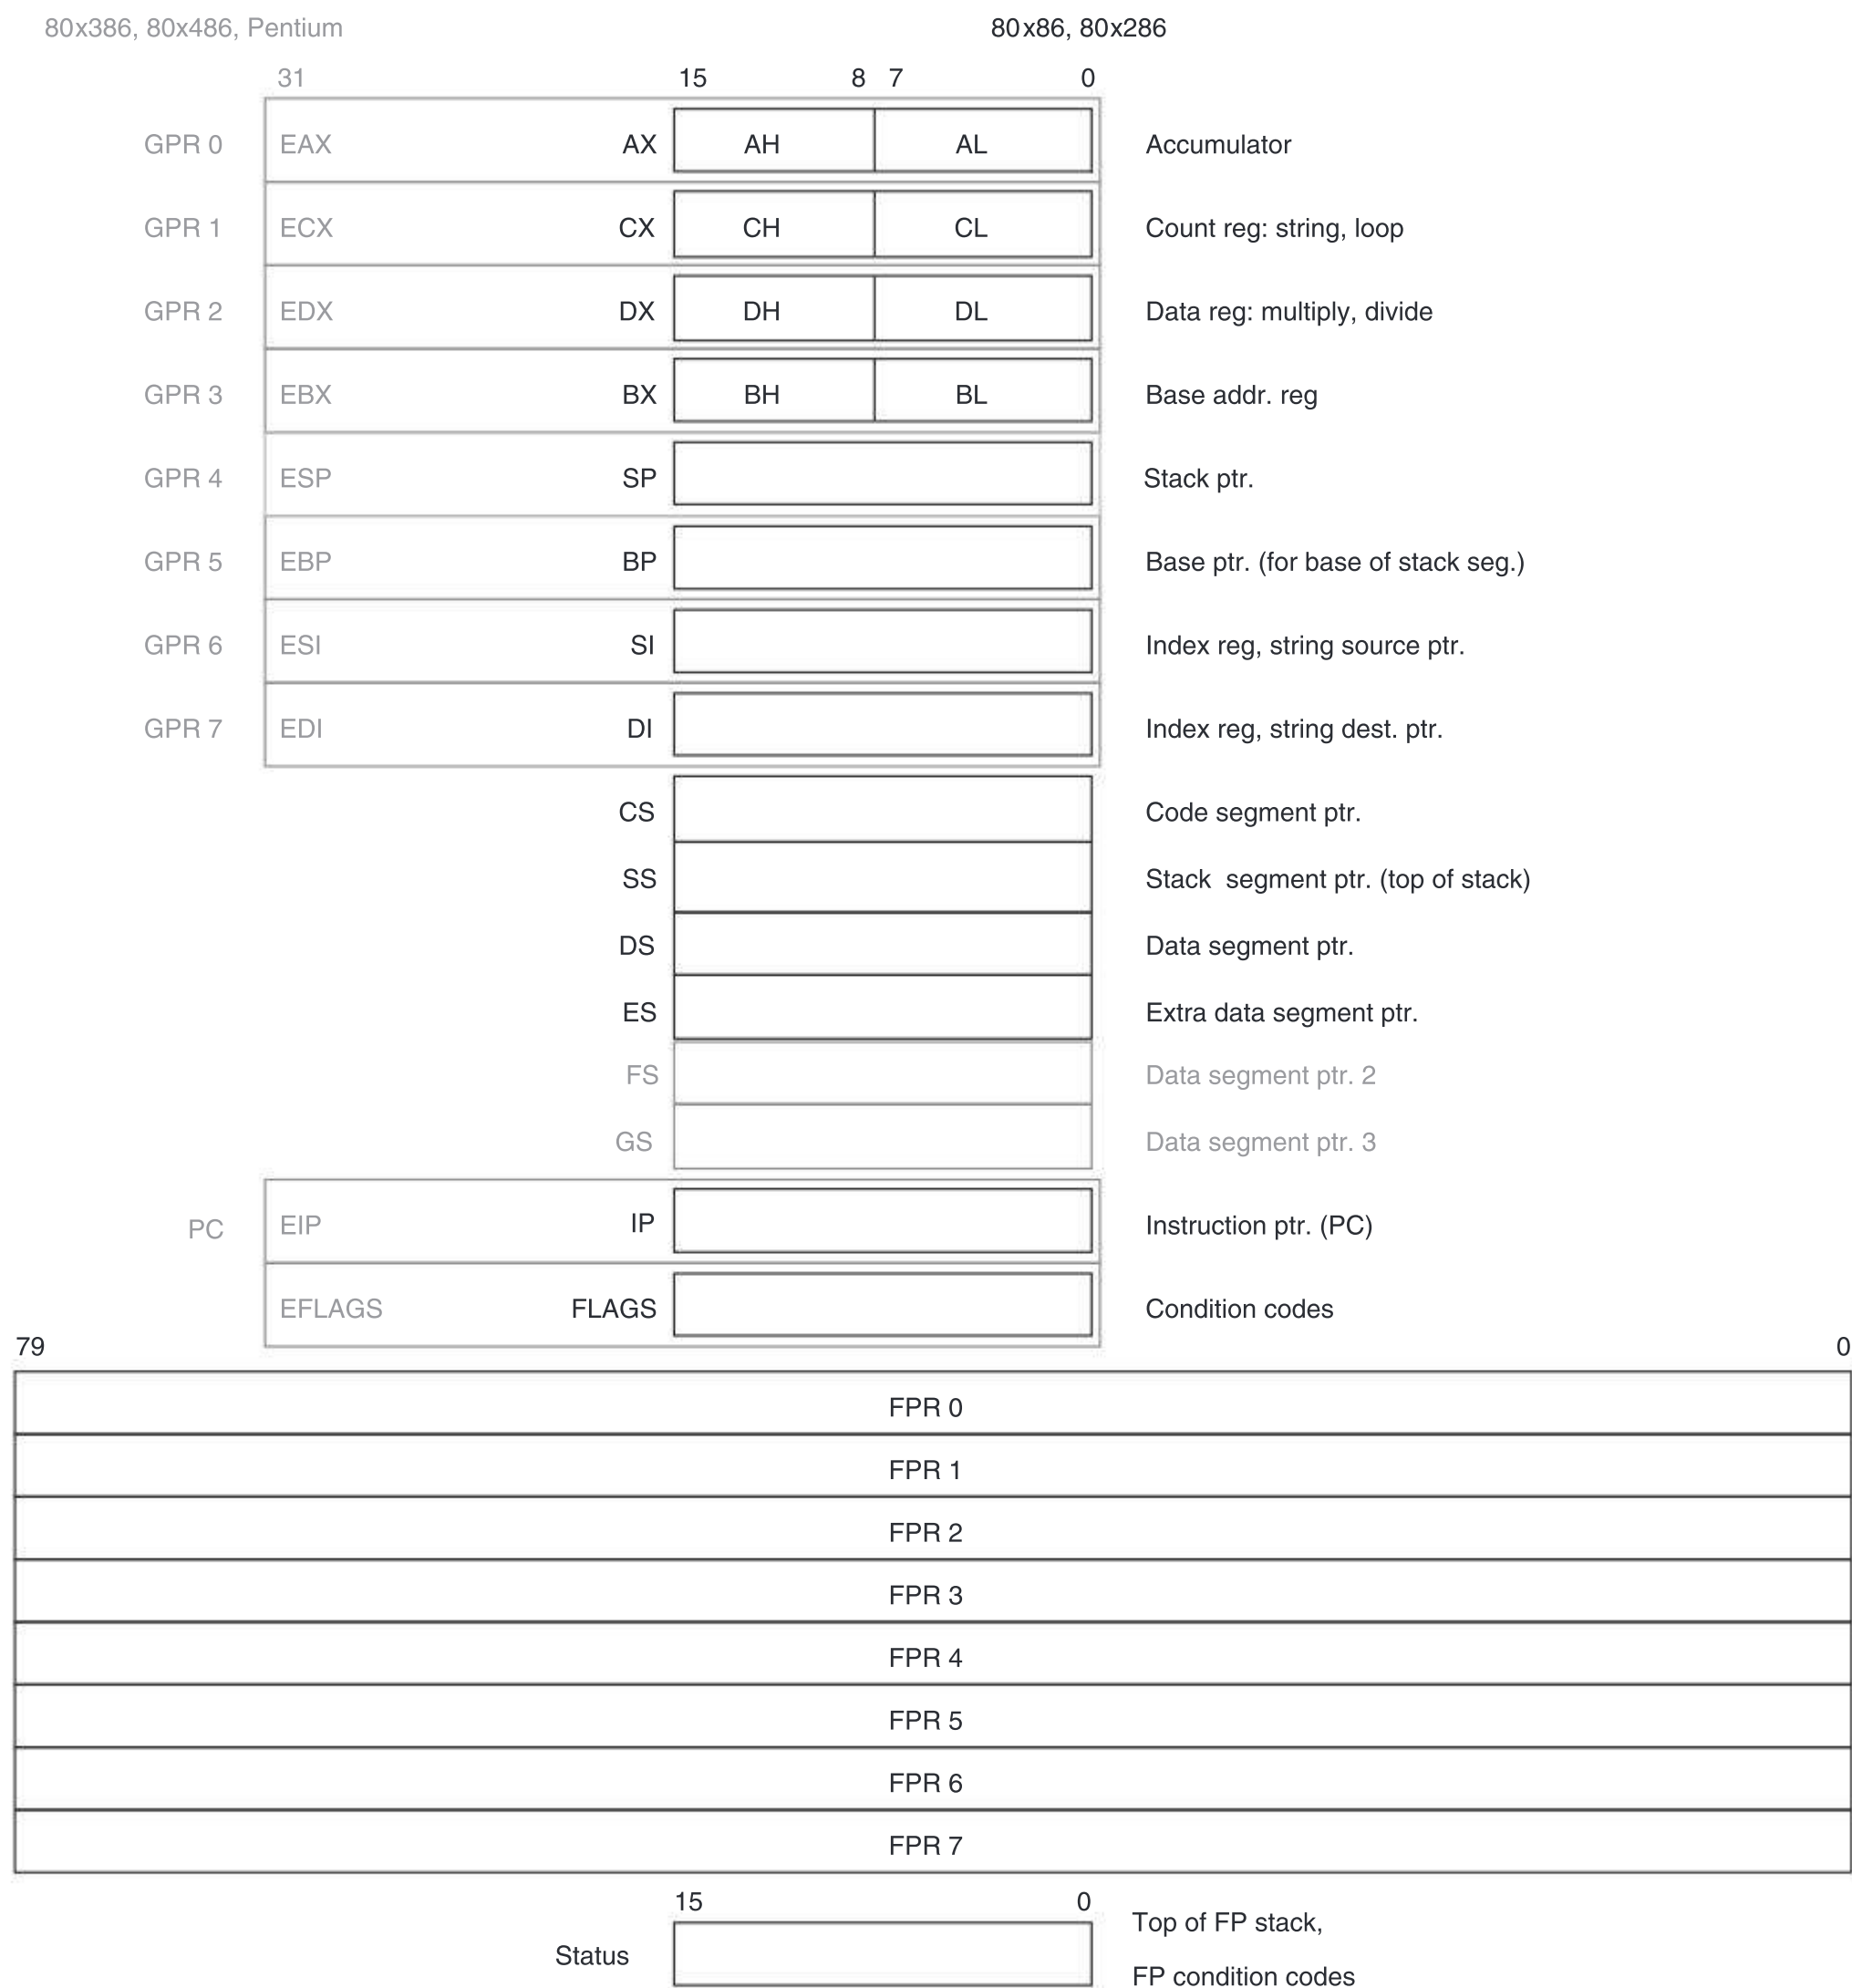 80x386, 80x486, Pentium 80x86, 80x286
31 15 8 7 0
GPR 0 EAX AX AH AL Accumulator
GPR 1 ECX CX CH CL Count reg: string, loop
GPR 2 EDX DX DH DL Data reg: multiply, divide
GPR 3 EBX BX BH BL Base addr. reg
GPR 4 ESP SP Stack ptr.
GPR 5 EBP BP Base ptr. (for base of stack seg.)
GPR 6 ESI SI Index reg, string source ptr.
GPR 7 EDI DI Index reg, string dest. ptr.
CS Code segment ptr.
SS Stack segment ptr. (top of stack)
DS Data segment ptr.
ES Extra data segment ptr.
FS Data segment ptr. 2
GS Data segment ptr. 3
PC EIP IP Instruction ptr. (PC)
EFLAGS FLAGS Condition codes
79 0
FPR 0
FPR 1
FPR 2
FPR 3
FPR 4
FPR 5
FPR 6
FPR 7
15 0
Top of FP stack,
Status
FP condition codes